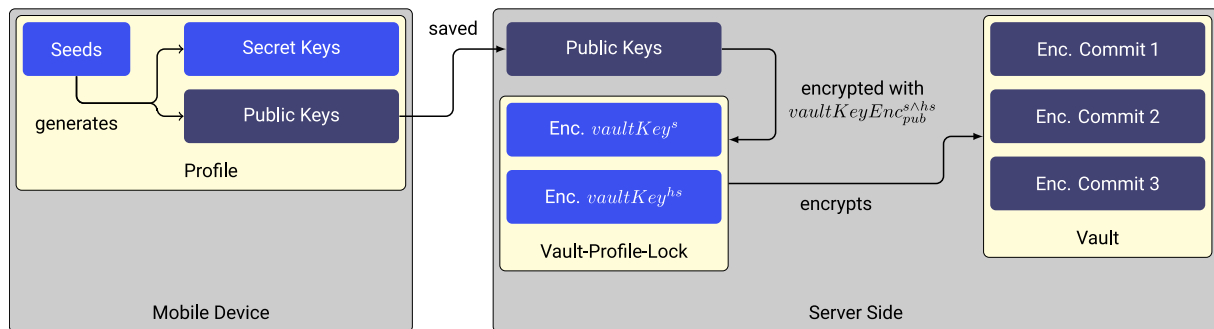 Seeds
Secret Keys
Public Keys
generates
Profile
Mobile Device
saved
Public Keys
encrypted with
$vaultKeyEnc^{s \wedge hs}_{pub}$
Enc. $vaultKey^{s}$
Enc. $vaultKey^{hs}$
Vault-Profile-Lock
encrypts
Enc. Commit 1
Enc. Commit 2
Enc. Commit 3
Vault
Server Side